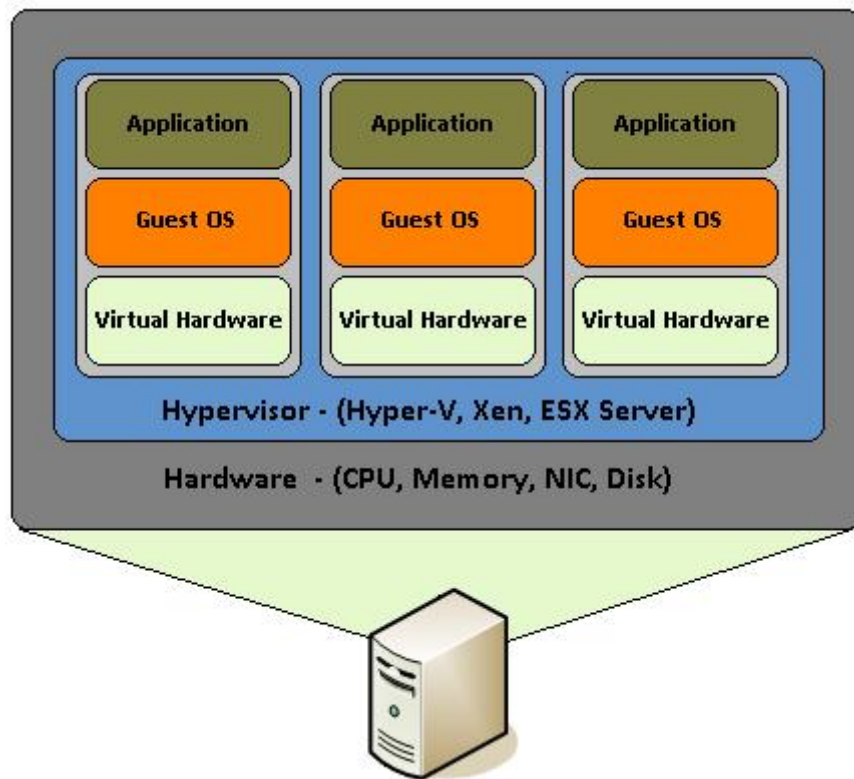 Application Application Application
Guest OS Guest OS Guest OS
Virtual Hardware Virtual Hardware Virtual Hardware
Hypervisor - (Hyper-V, Xen, ESX Server)
Hardware - (CPU, Memory, NIC, Disk)